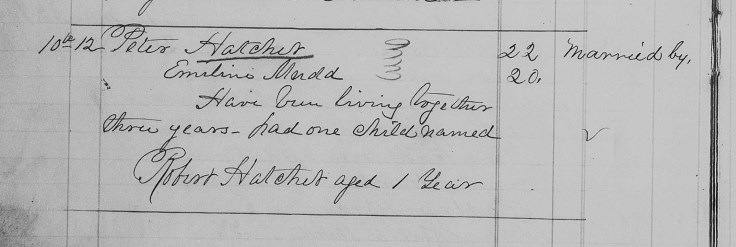 10th 12 Peter Hatcher 22 Married by,
Emiline Mudd 20.
Have been living together
three years - had one child named
Robert Hatcher aged 1 Year